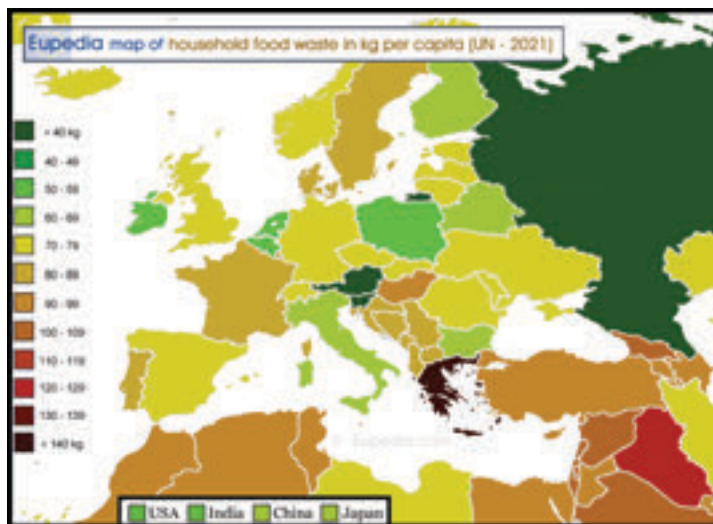 Eupedia map of household food waste in kg per capita (UN - 2021)
< 40 kg
40 - 49
50 - 59
60 - 69
70 - 79
80 - 89
90 - 99
100 - 109
110 - 119
120 - 129
130 - 139
Eupedia.com
USA
India
China
Japan